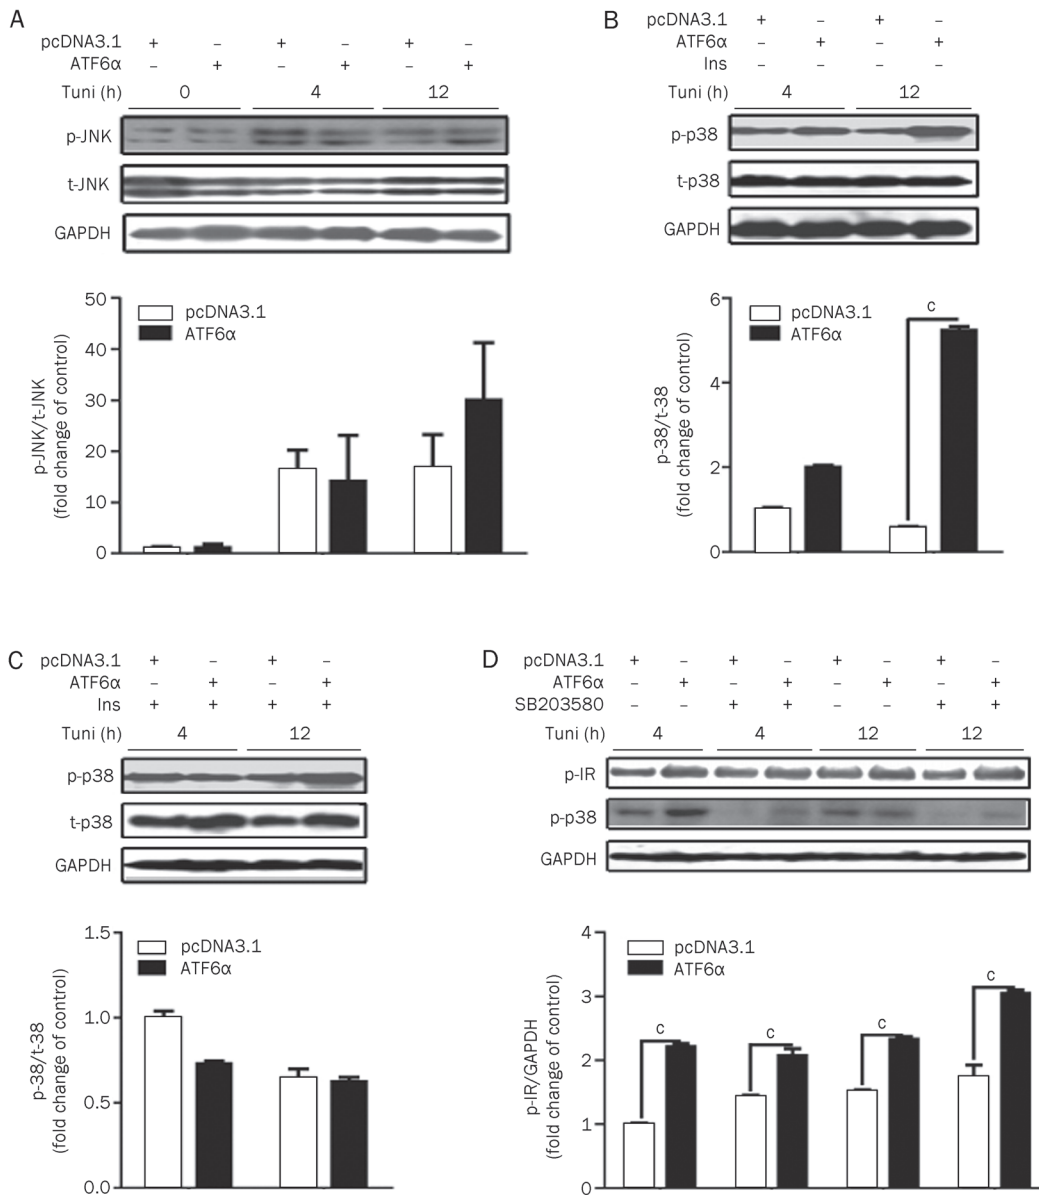 A
pcDNA3.1 + – + – + –
ATF6α – + – + – +
Tuni (h) 0 4 12
p-JNK
t-JNK
GAPDH
50
40
30
20
10
0
p-JNK/t-JNK
(fold change of control)
pcDNA3.1
ATF6α
B
pcDNA3.1 + – + –
ATF6α – + – +
Ins – – – –
Tuni (h) 4 12
p-p38
t-p38
GAPDH
6
4
2
0
p-38/t-38
(fold change of control)
pcDNA3.1
ATF6α
c
C
pcDNA3.1 + – + –
ATF6α – + – +
Ins + + + +
Tuni (h) 4 12
p-p38
t-p38
GAPDH
1.5
1.0
0.5
0.0
p-38/t-38
(fold change of control)
pcDNA3.1
ATF6α
D
pcDNA3.1 + – + – + – + –
ATF6α – + – + – + – +
SB203580 – – + + – – + +
Tuni (h) 4 4 12 12
p-IR
p-p38
GAPDH
4
3
2
1
0
p-IR/GAPDH
(fold change of control)
pcDNA3.1
ATF6α
c c c c